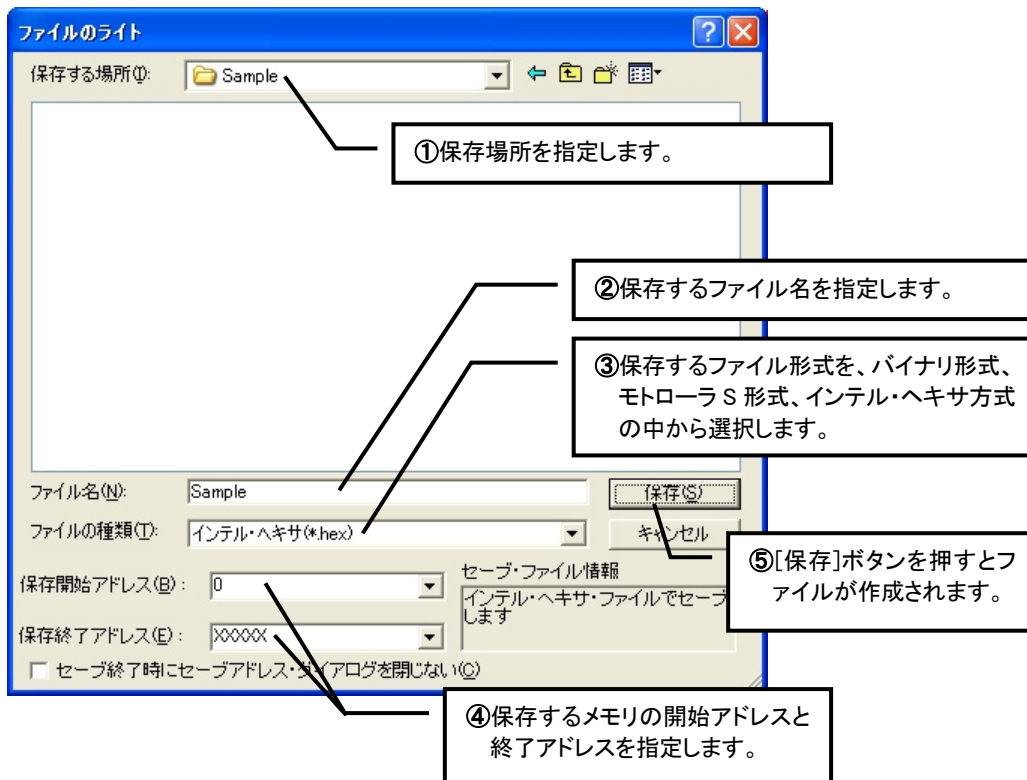 ファイルのライト
保存する場所(I):
Sample
①保存場所を指定します。
②保存するファイル名を指定します。
③保存するファイル形式を、バイナリ形式、
モトローラ S 形式、インテル・ヘキサ方式
の中から選択します。
ファイル名(N):
Sample
保存(S)
ファイルの種類(T):
インテル・ヘキサ(*.hex)
キャンセル
⑤[保存]ボタンを押すとフ
ァイルが作成されます。
保存開始アドレス(B) :
0
セーブ・ファイル情報
インテル・ヘキサ・ファイルでセーブ
します
保存終了アドレス(E) :
XXXXX
セーブ終了時にセーブアドレス・ダイアログを閉じない(C)
④保存するメモリの開始アドレスと
終了アドレスを指定します。